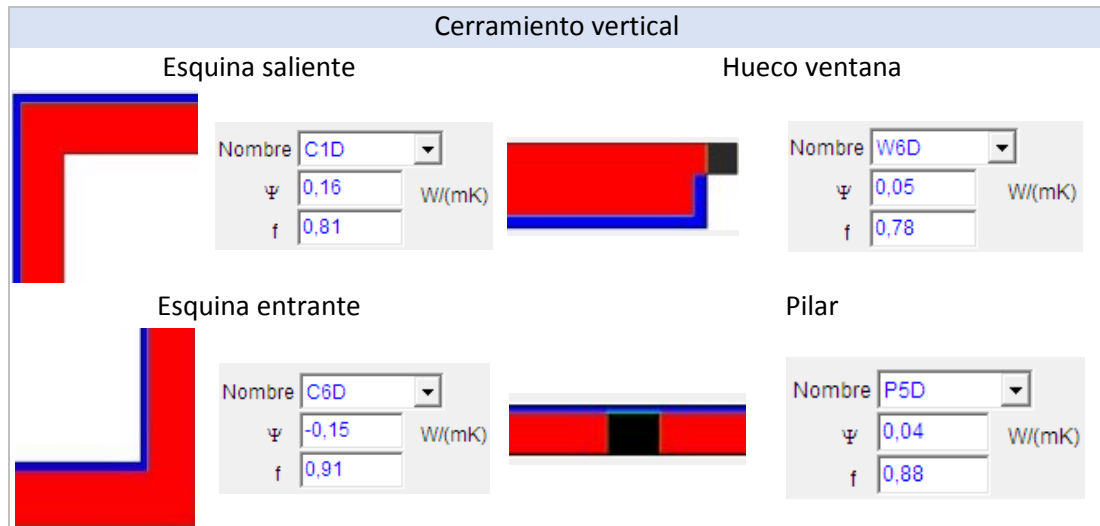 Cerramiento vertical
Esquina saliente
Nombre C1D
Ψ 0,16 W/(mK)
f 0,81
Hueco ventana
Nombre W6D
Ψ 0,05 W/(mK)
f 0,78
Esquina entrante
Nombre C6D
Ψ -0,15 W/(mK)
f 0,91
Pilar
Nombre P5D
Ψ 0,04 W/(mK)
f 0,88